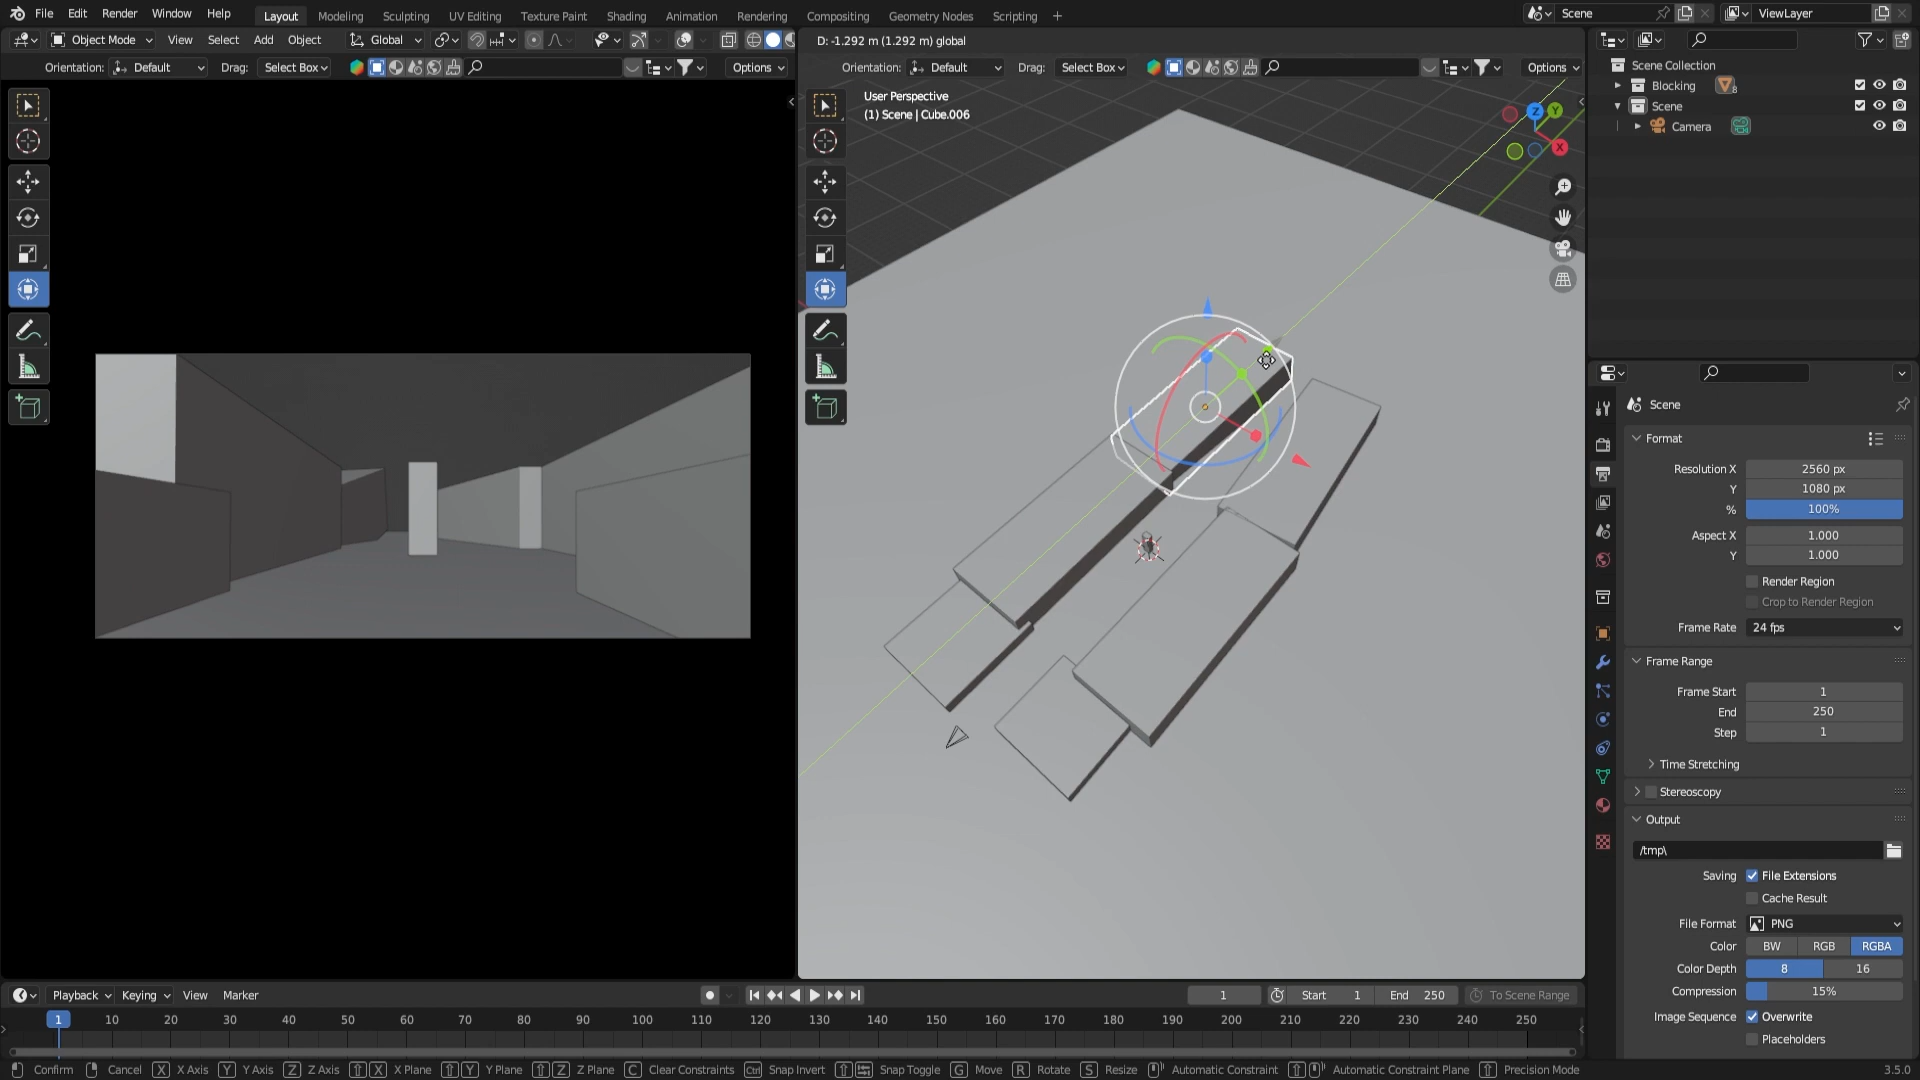 File Edit Render Window Help
Layout Modeling Sculpting UV Editing Texture Paint Shading Animation Rendering Compositing Geometry Nodes Scripting +
Scene
ViewLayer
Object Mode View Select Add Object Global
D: -1.292 m (1.292 m) global
Orientation: Default Drag: Select Box Options
Orientation: Default Drag: Select Box Options
User Perspective
(1) Scene | Cube.006
Z Y
X
Scene Collection
Blocking 8
Scene
Camera
Scene
Format
Resolution X 2560 px
Y 1080 px
% 100%
Aspect X 1.000
Y 1.000
Render Region
Crop to Render Region
Frame Rate 24 fps
Frame Range
Frame Start 1
End 250
Step 1
Time Stretching
Stereoscopy
Output
/tmp\
Saving File Extensions
Cache Result
File Format PNG
Color BW RGB RGBA
Color Depth 8 16
Compression 15%
Image Sequence Overwrite
Placeholders
Playback Keying View Marker
1 Start 1 End 250 To Scene Range
1 10 20 30 40 50 60 70 80 90 100 110 120 130 140 150 160 170 180 190 200 210 220 230 240 250
Confirm Cancel X X Axis Y Y Axis Z Z Axis X X Plane Y Y Plane Z Z Plane C Clear Constraints Ctrl Snap Invert Snap Toggle G Move R Rotate S Resize Automatic Constraint Automatic Constraint Plane Precision Mode 3.5.0